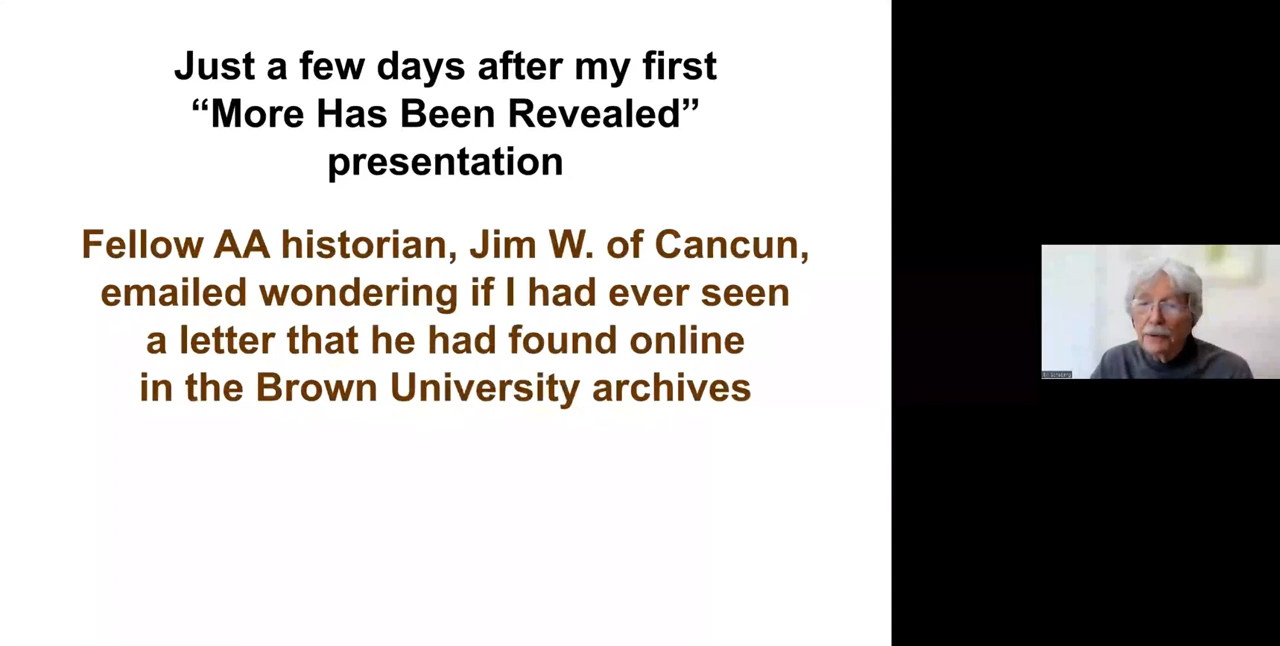 Just a few days after my first
“More Has Been Revealed”
presentation
Fellow AA historian, Jim W. of Cancun,
emailed wondering if I had ever seen
a letter that he had found online
in the Brown University archives